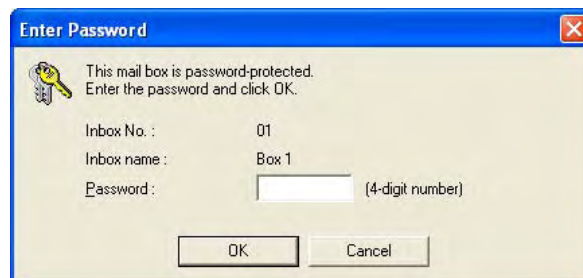 Enter Password
This mail box is password-protected.
Enter the password and click OK.
Inbox No. : 01
Inbox name : Box 1
Password : (4-digit number)
OK Cancel